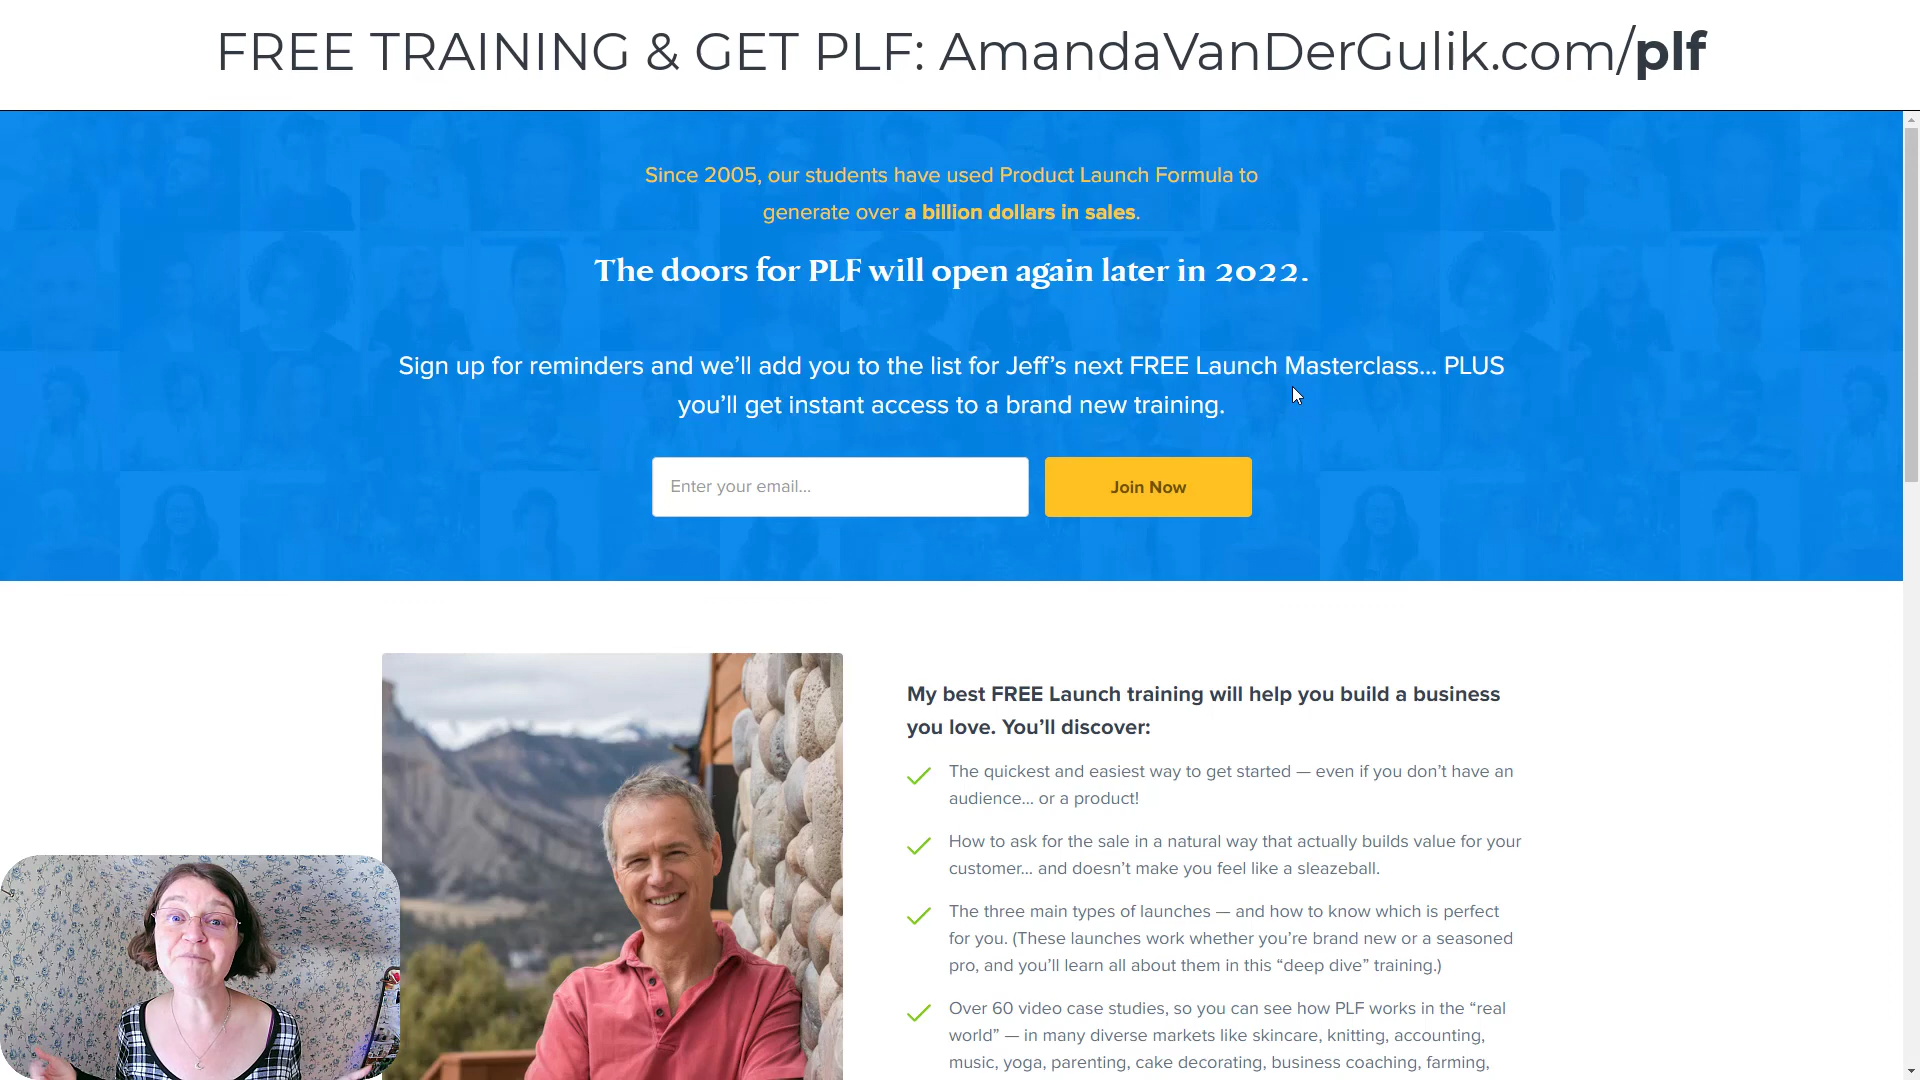 FREE TRAINING & GET PLF: AmandaVanDerGulik.com/plf
Since 2005, our students have used Product Launch Formula to
generate over a billion dollars in sales.
The doors for PLF will open again later in 2022.
Sign up for reminders and we’ll add you to the list for Jeff’s next FREE Launch Masterclass... PLUS
you’ll get instant access to a brand new training.
Enter your email...
Join Now
My best FREE Launch training will help you build a business
you love. You’ll discover:
The quickest and easiest way to get started — even if you don’t have an
audience... or a product!
How to ask for the sale in a natural way that actually builds value for your
customer... and doesn’t make you feel like a sleazeball.
The three main types of launches — and how to know which is perfect
for you. (These launches work whether you’re brand new or a seasoned
pro, and you’ll learn all about them in this “deep dive” training.)
Over 60 video case studies, so you can see how PLF works in the “real
world” — in many diverse markets like skincare, knitting, accounting,
music, yoga, parenting, cake decorating, business coaching, farming,